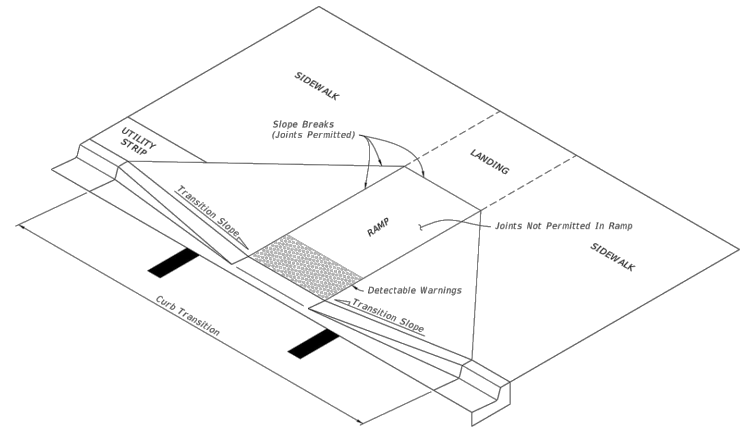 SIDEWALK
Slope Breaks
(Joints Permitted)
UTILITY
STRIP
LANDING
Transition Slope
RAMP
Joints Not Permitted In Ramp
SIDEWALK
Detectable Warnings
Transition Slope
Curb Transition